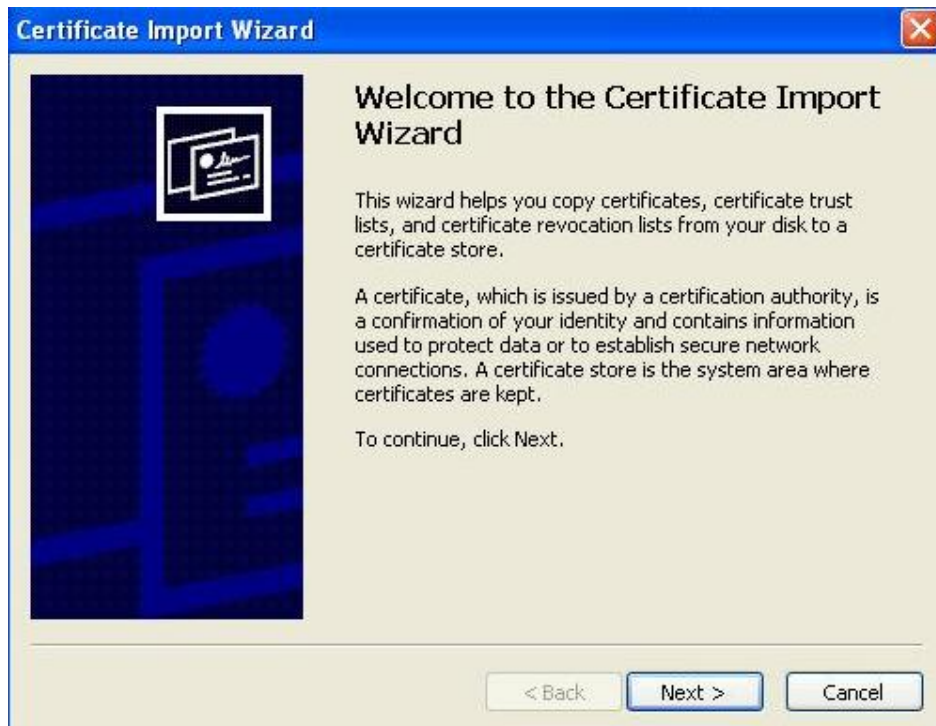 Certificate Import Wizard
Welcome to the Certificate Import
Wizard
This wizard helps you copy certificates, certificate trust
lists, and certificate revocation lists from your disk to a
certificate store.
A certificate, which is issued by a certification authority, is
a confirmation of your identity and contains information
used to protect data or to establish secure network
connections. A certificate store is the system area where
certificates are kept.
To continue, click Next.
< Back Next > Cancel